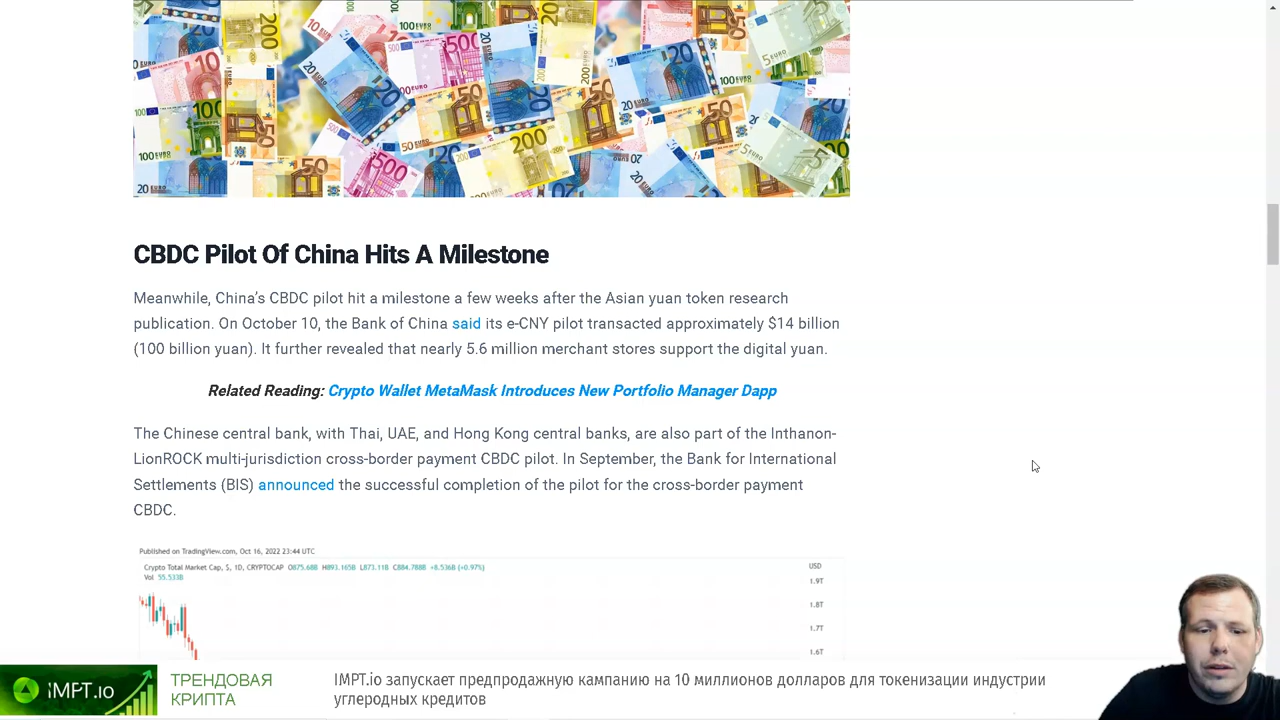 CBDC Pilot Of China Hits A Milestone
Meanwhile, China's CBDC pilot hit a milestone a few weeks after the Asian yuan token research
publication. On October 10, the Bank of China said its e-CNY pilot transacted approximately $14 billion
(100 billion yuan). It further revealed that nearly 5.6 million merchant stores support the digital yuan.
Related Reading: Crypto Wallet MetaMask Introduces New Portfolio Manager Dapp
The Chinese central bank, with Thai, UAE, and Hong Kong central banks, are also part of the Inthanon-
LionROCK multi-jurisdiction cross-border payment CBDC pilot. In September, the Bank for International
Settlements (BIS) announced the successful completion of the pilot for the cross-border payment
CBDC.
Published on TradingView.com, Oct 16, 2022 23:44 UTC
Crypto Total Market Cap, $, 1D, CRYPTOCAP O875.68B H893.165B L873.11B C884.788B +8.536B (+0.97%)
Vol 55.533B
USD
1.9T
1.8T
1.7T
1.6T
iMPT.io
ТРЕНДОВАЯ
КРИПТА
IMPT.io запускает предпродажную кампанию на 10 миллионов долларов для токенизации индустрии
углеродных кредитов